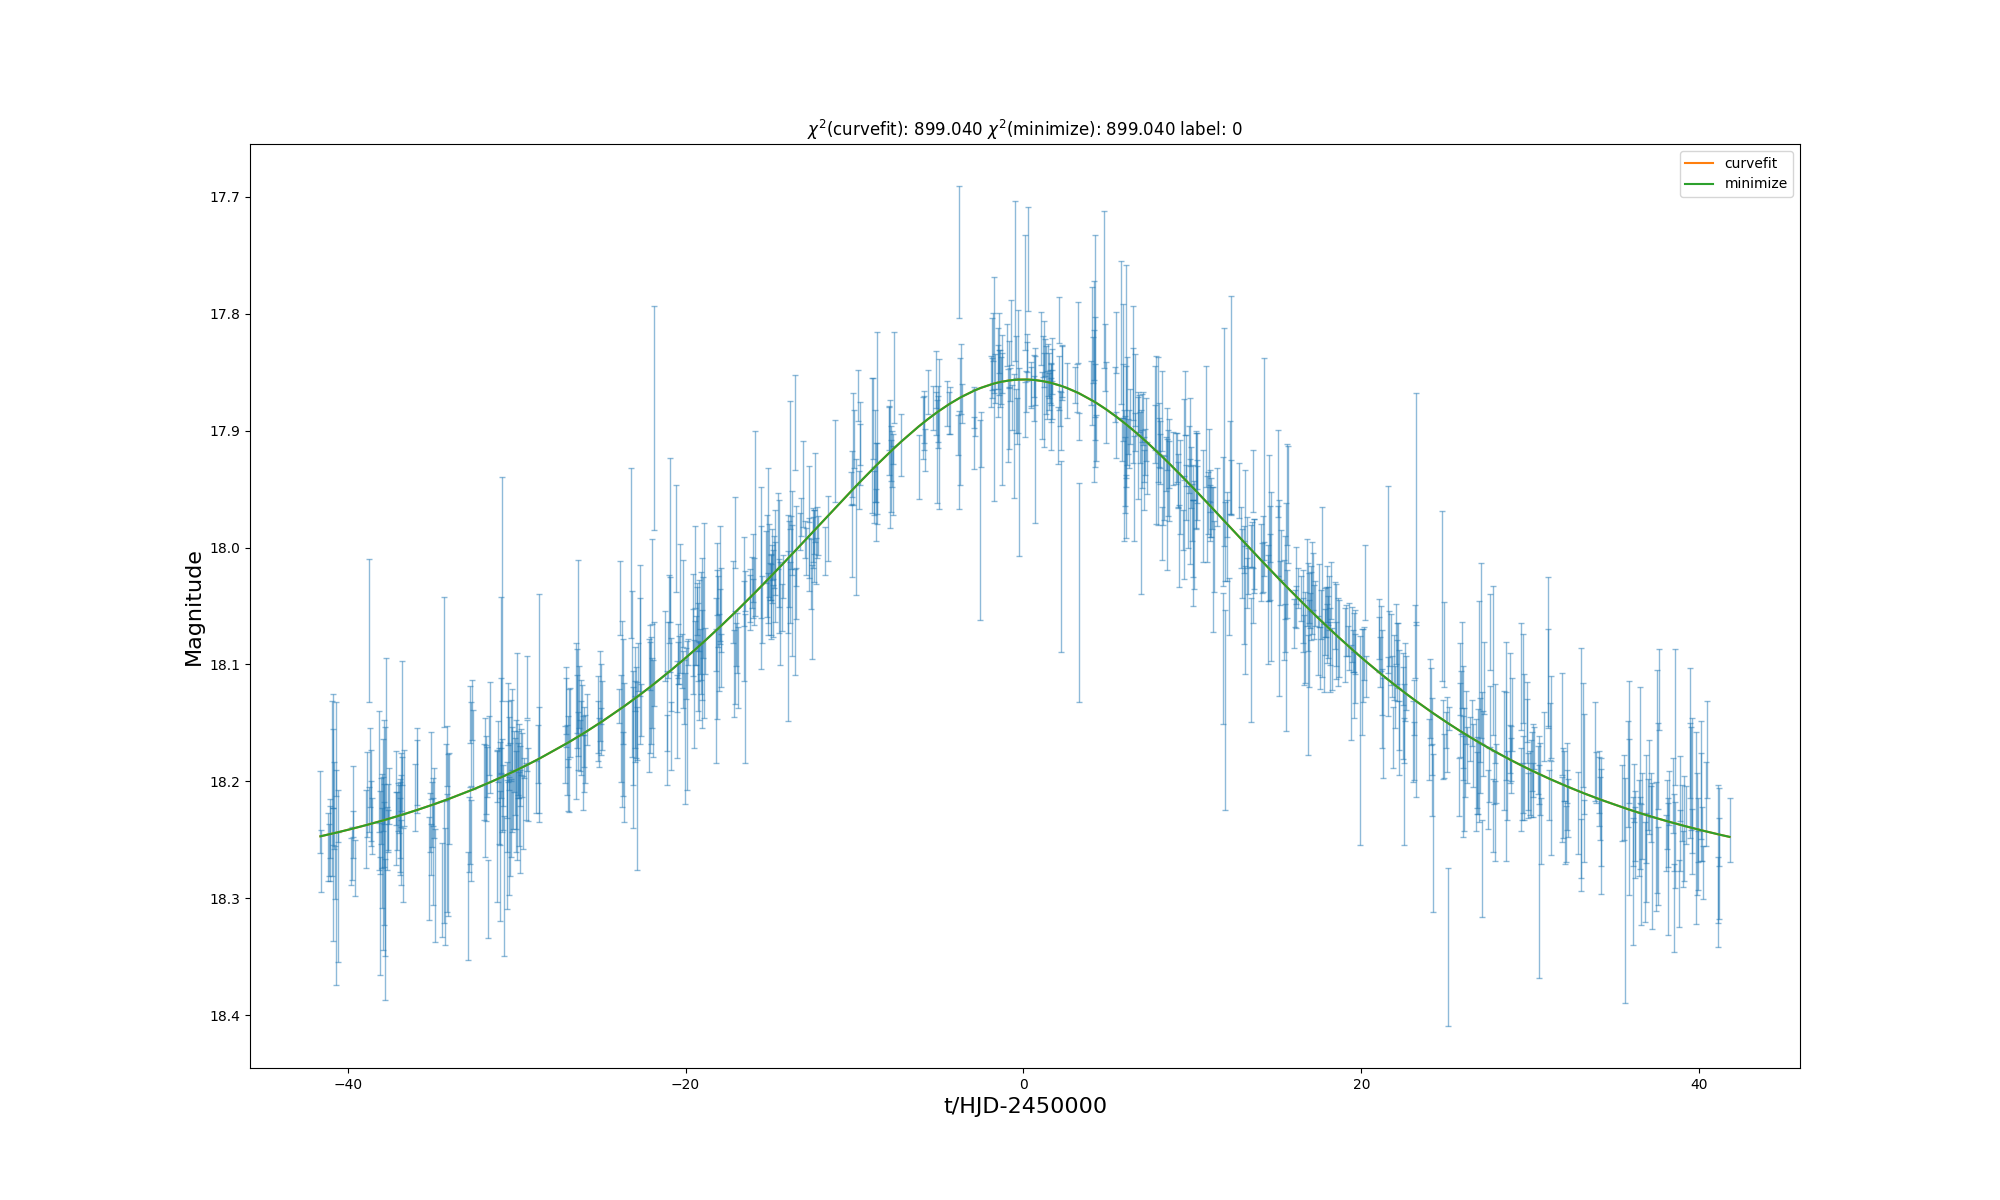 χ²(curvefit): 899.040 χ²(minimize): 899.040 label: 0
curvefit
minimize
17.7
17.8
17.9
18.0
18.1
18.2
18.3
18.4
Magnitude
−40
−20
0
20
40
t/HJD-2450000